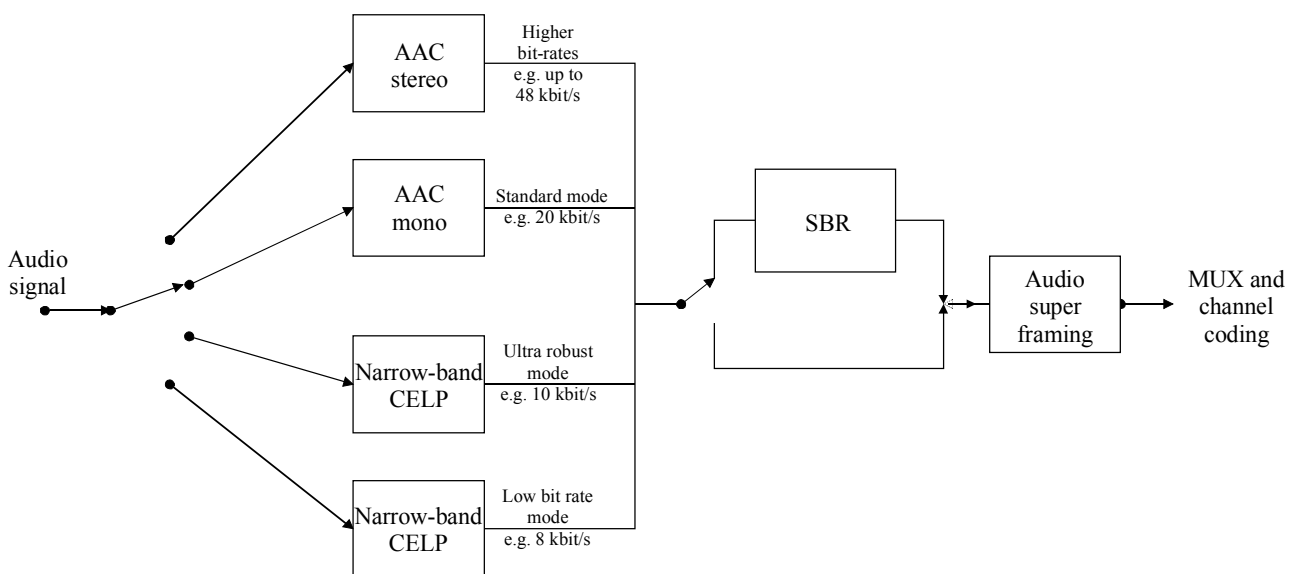 Audio
signal
AAC
stereo
Higher
bit-rates
e.g. up to
48 kbit/s
AAC
mono
Standard mode
e.g. 20 kbit/s
Narrow-band
CELP
Ultra robust
mode
e.g. 10 kbit/s
Narrow-band
CELP
Low bit rate
mode
e.g. 8 kbit/s
SBR
Audio
super
framing
MUX and
channel
coding